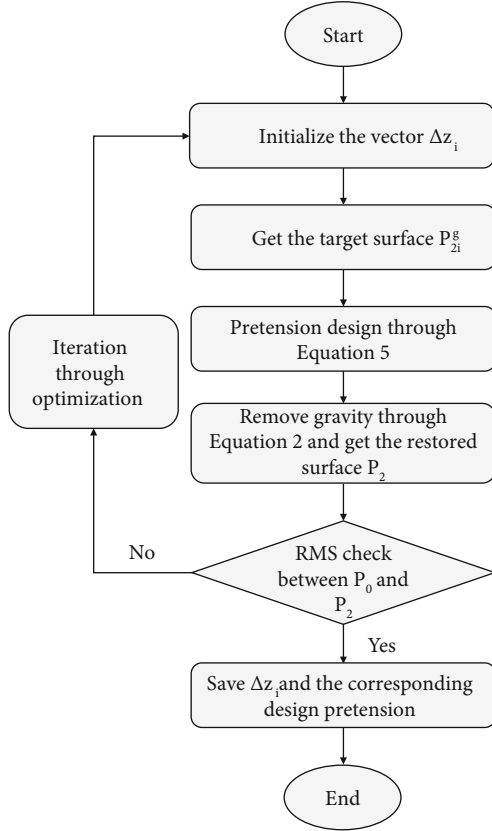 Start
Initialize the vector Δz_i
Get the target surface P_{2i}^g
Pretension design through
Equation 5
Iteration
through
optimization
Remove gravity through
Equation 2 and get the restored
surface P_2
No
RMS check
between P_0 and
P_2
Yes
Save Δz_i and the corresponding
design pretension
End